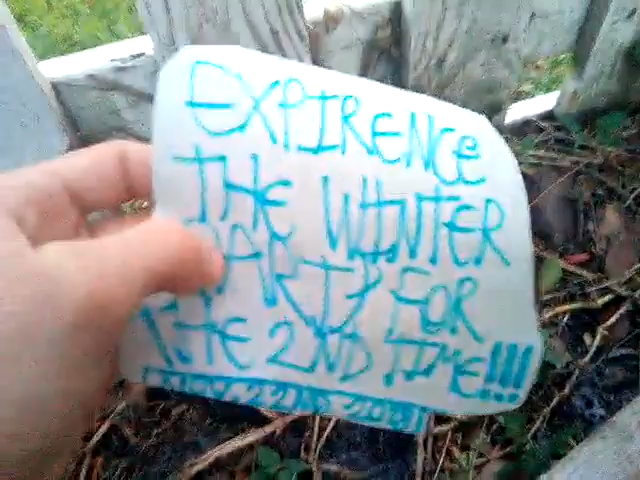 EXPIRENCE
THE WINTER
PARTY FOR
THE 2ND TIME!!!